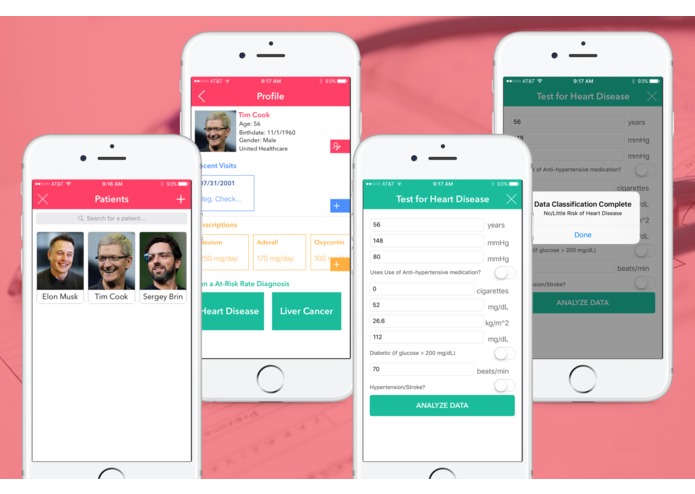 AT&T 9:16 AM 93%
Patients +
Search for a patient...
Elon Musk Tim Cook Sergey Brin
AT&T 9:17 AM 93%
Profile
Tim Cook
Age: 56
Birthdate: 11/1/1960
Gender: Male
United Healthcare
ecent Visits
07/31/2001
Reg. Check...
+
escriptions
lexium Aderall Oxycontin
250 mg/day 170 mg/day 100
+
n a At-Risk Rate Diagnosis
Heart Disease Liver Cancer
AT&T 9:17 AM 93%
Test for Heart Disease
56 years
148 mmHg
80 mmHg
Uses Use of Anti-hypertensive medication?
0 cigarettes
52 mg/dL
26.6 kg/m^2
112 mg/dL
Diabetic (if glucose > 200 mg/dL)
70 beats/min
Hypertension/Stroke?
ANALYZE DATA
AT&T 9:17 AM 93%
Test for Heart Disease
56 years
148 mmHg
mmHg
of Anti-hypertensive medication?
cigarettes
Data Classification Complete
No/Little Risk of Heart Disease
Done
(if glucose > 200 mg/dL)
beats/min
nsion/Stroke?
ANALYZE DATA